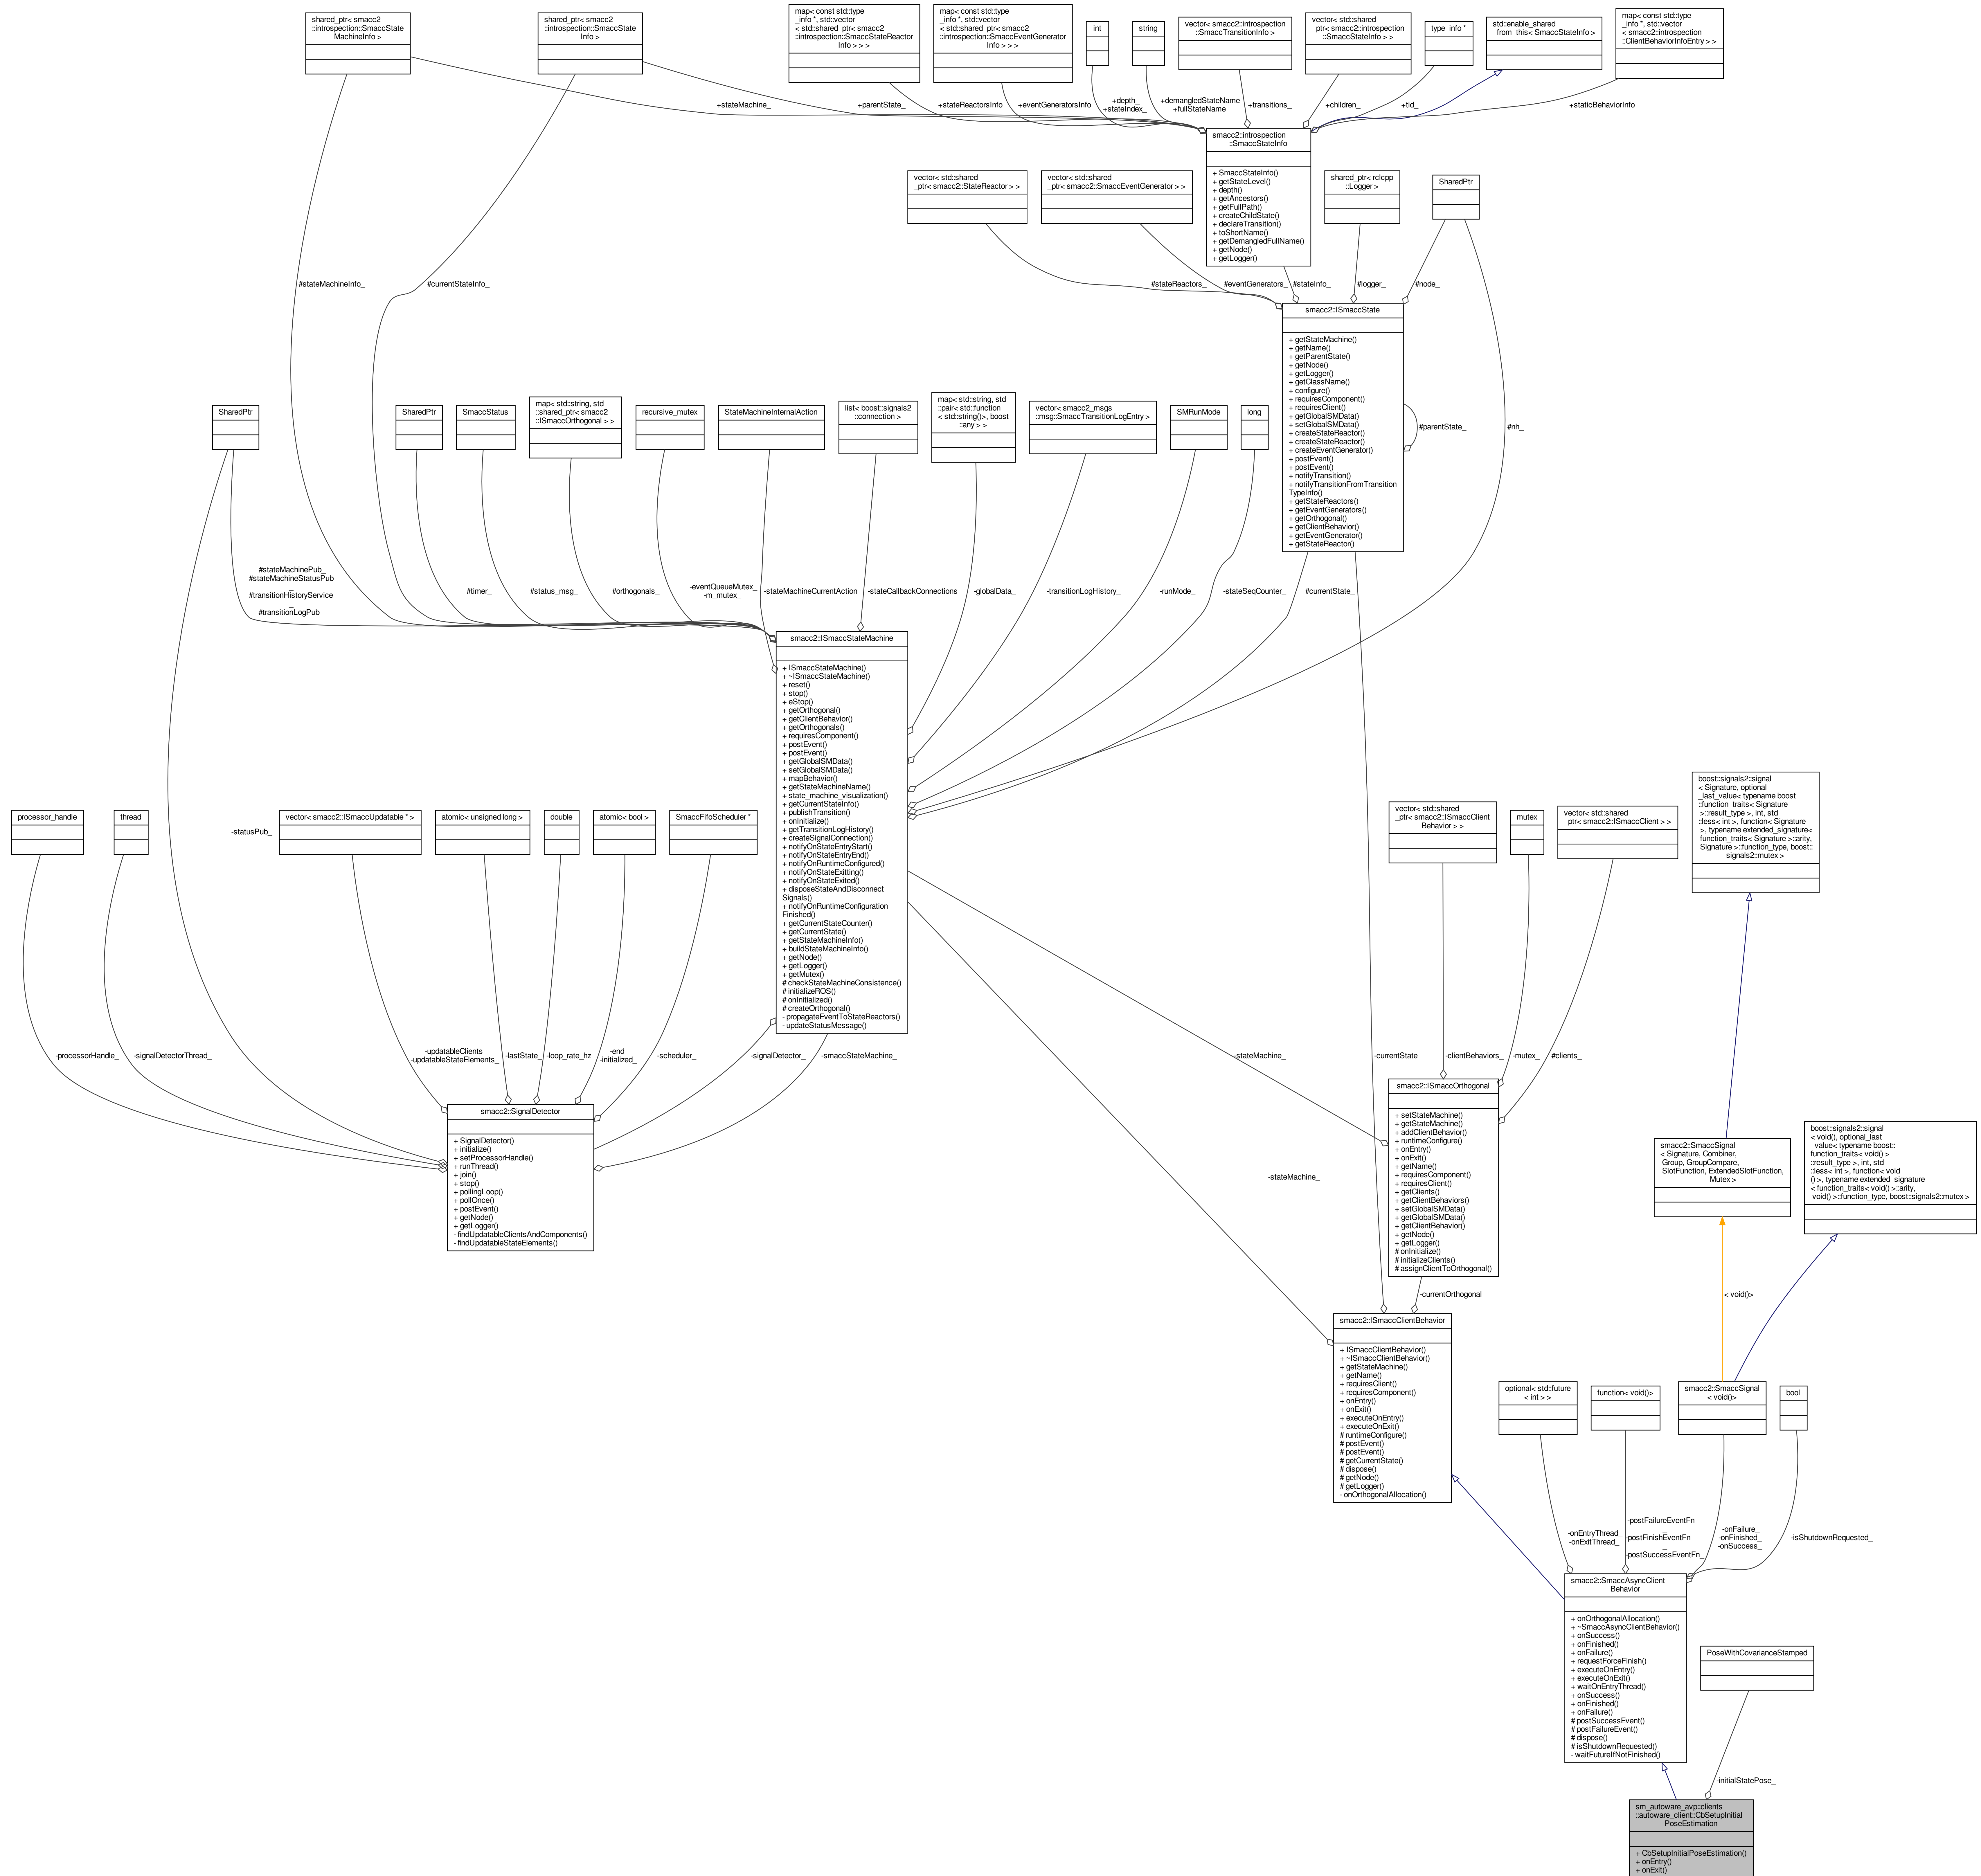 shared_ptr< smacc2
::introspection::SmaccState
MachineInfo >
shared_ptr< smacc2
::introspection::SmaccState
Info >
map< const std::type
_info *, std::vector
< std::shared_ptr< smacc2
::introspection::SmaccStateReactor
Info > > >
map< const std::type
_info *, std::vector
< std::shared_ptr< smacc2
::introspection::SmaccEventGenerator
Info > > >
int
string
vector< smacc2::introspection
::SmaccTransitionInfo >
vector< std::shared
_ptr< smacc2::introspection
::SmaccStateInfo > >
type_info *
std::enable_shared
_from_this< SmaccStateInfo >
map< const std::type
_info *, std::vector
< smacc2::introspection
::ClientBehaviorInfoEntry > >
+stateMachine_
+parentState_
+stateReactorsInfo
+eventGeneratorsInfo
+depth_
+stateIndex_
+demangledStateName
+fullStateName
+transitions_
+children_
+tid_
+staticBehaviorInfo
smacc2::introspection
::SmaccStateInfo
+ SmaccStateInfo()
+ getStateLevel()
+ depth()
+ getAncestors()
+ getFullPath()
+ createChildState()
+ declareTransition()
+ toShortName()
+ getDemangledFullName()
+ getNode()
+ getLogger()
vector< std::shared
_ptr< smacc2::StateReactor > >
vector< std::shared
_ptr< smacc2::SmaccEventGenerator > >
shared_ptr< rclcpp
::Logger >
SharedPtr
#stateMachineInfo_
#currentStateInfo_
#stateReactors_
#eventGenerators_
#stateInfo_
#logger_
#node_
smacc2::ISmaccState
+ getStateMachine()
+ getName()
+ getParentState()
+ getNode()
+ getLogger()
+ getClassName()
+ configure()
+ requiresComponent()
+ requiresClient()
+ getGlobalSMData()
+ setGlobalSMData()
+ createStateReactor()
+ createStateReactor()
+ createEventGenerator()
+ postEvent()
+ postEvent()
+ notifyTransition()
+ notifyTransitionFromTransition
TypeInfo()
+ getStateReactors()
+ getEventGenerators()
+ getOrthogonal()
+ getClientBehavior()
+ getEventGenerator()
+ getStateReactor()
#parentState_
#nh_
SharedPtr
SharedPtr
SmaccStatus
map< std::string, std
::shared_ptr< smacc2
::ISmaccOrthogonal > >
recursive_mutex
StateMachineInternalAction
list< boost::signals2
::connection >
map< std::string, std
::pair< std::function
< std::string()>, boost
::any > >
vector< smacc2_msgs
::msg::SmaccTransitionLogEntry >
SMRunMode
long
#stateMachinePub_
#stateMachineStatusPub
_
#transitionHistoryService
_
#transitionLogPub_
#timer_
#status_msg_
#orthogonals_
-eventQueueMutex_
-m_mutex_
-stateMachineCurrentAction
-stateCallbackConnections
-globalData_
-transitionLogHistory_
-runMode_
-stateSeqCounter_
#currentState_
smacc2::ISmaccStateMachine
+ ISmaccStateMachine()
+ ~ISmaccStateMachine()
+ reset()
+ stop()
+ eStop()
+ getOrthogonal()
+ getClientBehavior()
+ getOrthogonals()
+ requiresComponent()
+ postEvent()
+ postEvent()
+ getGlobalSMData()
+ setGlobalSMData()
+ mapBehavior()
+ getStateMachineName()
+ state_machine_visualization()
+ getCurrentStateInfo()
+ publishTransition()
+ onInitialize()
+ getTransitionLogHistory()
+ createSignalConnection()
+ notifyOnStateEntryStart()
+ notifyOnStateEntryEnd()
+ notifyOnRuntimeConfigured()
+ notifyOnStateExitting()
+ notifyOnStateExited()
+ disposeStateAndDisconnect
Signals()
+ notifyOnRuntimeConfiguration
Finished()
+ getCurrentStateCounter()
+ getCurrentState()
+ getStateMachineInfo()
+ buildStateMachineInfo()
+ getNode()
+ getLogger()
+ getMutex()
# checkStateMachineConsistence()
# initializeROS()
# onInitialized()
# createOrthogonal()
- propagateEventToStateReactors()
- updateStatusMessage()
processor_handle
thread
-statusPub_
vector< smacc2::ISmaccUpdatable * >
atomic< unsigned long >
double
atomic< bool >
SmaccFifoScheduler *
-processorHandle_
-signalDetectorThread_
-updatableClients_
-updatableStateElements_
-lastState_
-loop_rate_hz
-end_
-initialized_
-scheduler_
-signalDetector_
-smaccStateMachine_
smacc2::SignalDetector
+ SignalDetector()
+ initialize()
+ setProcessorHandle()
+ runThread()
+ join()
+ stop()
+ pollingLoop()
+ pollOnce()
+ postEvent()
+ getNode()
+ getLogger()
- findUpdatableClientsAndComponents()
- findUpdatableStateElements()
vector< std::shared
_ptr< smacc2::ISmaccClient
Behavior > >
mutex
vector< std::shared
_ptr< smacc2::ISmaccClient > >
boost::signals2::signal
< Signature, optional
_last_value< typename boost
::function_traits< Signature
>::result_type >, int, std
::less< int >, function< Signature
>, typename extended_signature<
function_traits< Signature >::arity,
Signature >::function_type, boost::
signals2::mutex >
-stateMachine_
-currentState
-clientBehaviors_
-mutex_
#clients_
smacc2::ISmaccOrthogonal
+ setStateMachine()
+ getStateMachine()
+ addClientBehavior()
+ runtimeConfigure()
+ onEntry()
+ onExit()
+ getName()
+ requiresComponent()
+ requiresClient()
+ getClients()
+ getClientBehaviors()
+ setGlobalSMData()
+ getGlobalSMData()
+ getClientBehavior()
+ getNode()
+ getLogger()
# onInitialize()
# initializeClients()
# assignClientToOrthogonal()
smacc2::SmaccSignal
< Signature, Combiner,
Group, GroupCompare,
SlotFunction, ExtendedSlotFunction,
Mutex >
boost::signals2::signal
< void(), optional_last
_value< typename boost::
function_traits< void() >
::result_type >, int, std
::less< int >, function< void
() >, typename extended_signature
< function_traits< void() >::arity,
void() >::function_type, boost::signals2::mutex >
-stateMachine_
-currentOrthogonal
< void()>
smacc2::ISmaccClientBehavior
+ ISmaccClientBehavior()
+ ~ISmaccClientBehavior()
+ getStateMachine()
+ getName()
+ requiresClient()
+ requiresComponent()
+ onEntry()
+ onExit()
+ executeOnEntry()
+ executeOnExit()
# runtimeConfigure()
# postEvent()
# postEvent()
# getCurrentState()
# dispose()
# getNode()
# getLogger()
- onOrthogonalAllocation()
optional< std::future
< int > >
function< void()>
smacc2::SmaccSignal
< void()>
bool
-onEntryThread_
-onExitThread_
-postFailureEventFn
_
-postFinishEventFn
_
-postSuccessEventFn_
-onFailure_
-onFinished_
-onSuccess_
-isShutdownRequested_
smacc2::SmaccAsyncClient
Behavior
+ onOrthogonalAllocation()
+ ~SmaccAsyncClientBehavior()
+ onSuccess()
+ onFinished()
+ onFailure()
+ requestForceFinish()
+ executeOnEntry()
+ executeOnExit()
+ waitOnEntryThread()
+ onSuccess()
+ onFinished()
+ onFailure()
# postSuccessEvent()
# postFailureEvent()
# dispose()
# isShutdownRequested()
- waitFutureIfNotFinished()
PoseWithCovarianceStamped
-initialStatePose_
sm_autoware_avp::clients
::autoware_client::CbSetupInitial
PoseEstimation
+ CbSetupInitialPoseEstimation()
+ onEntry()
+ onExit()